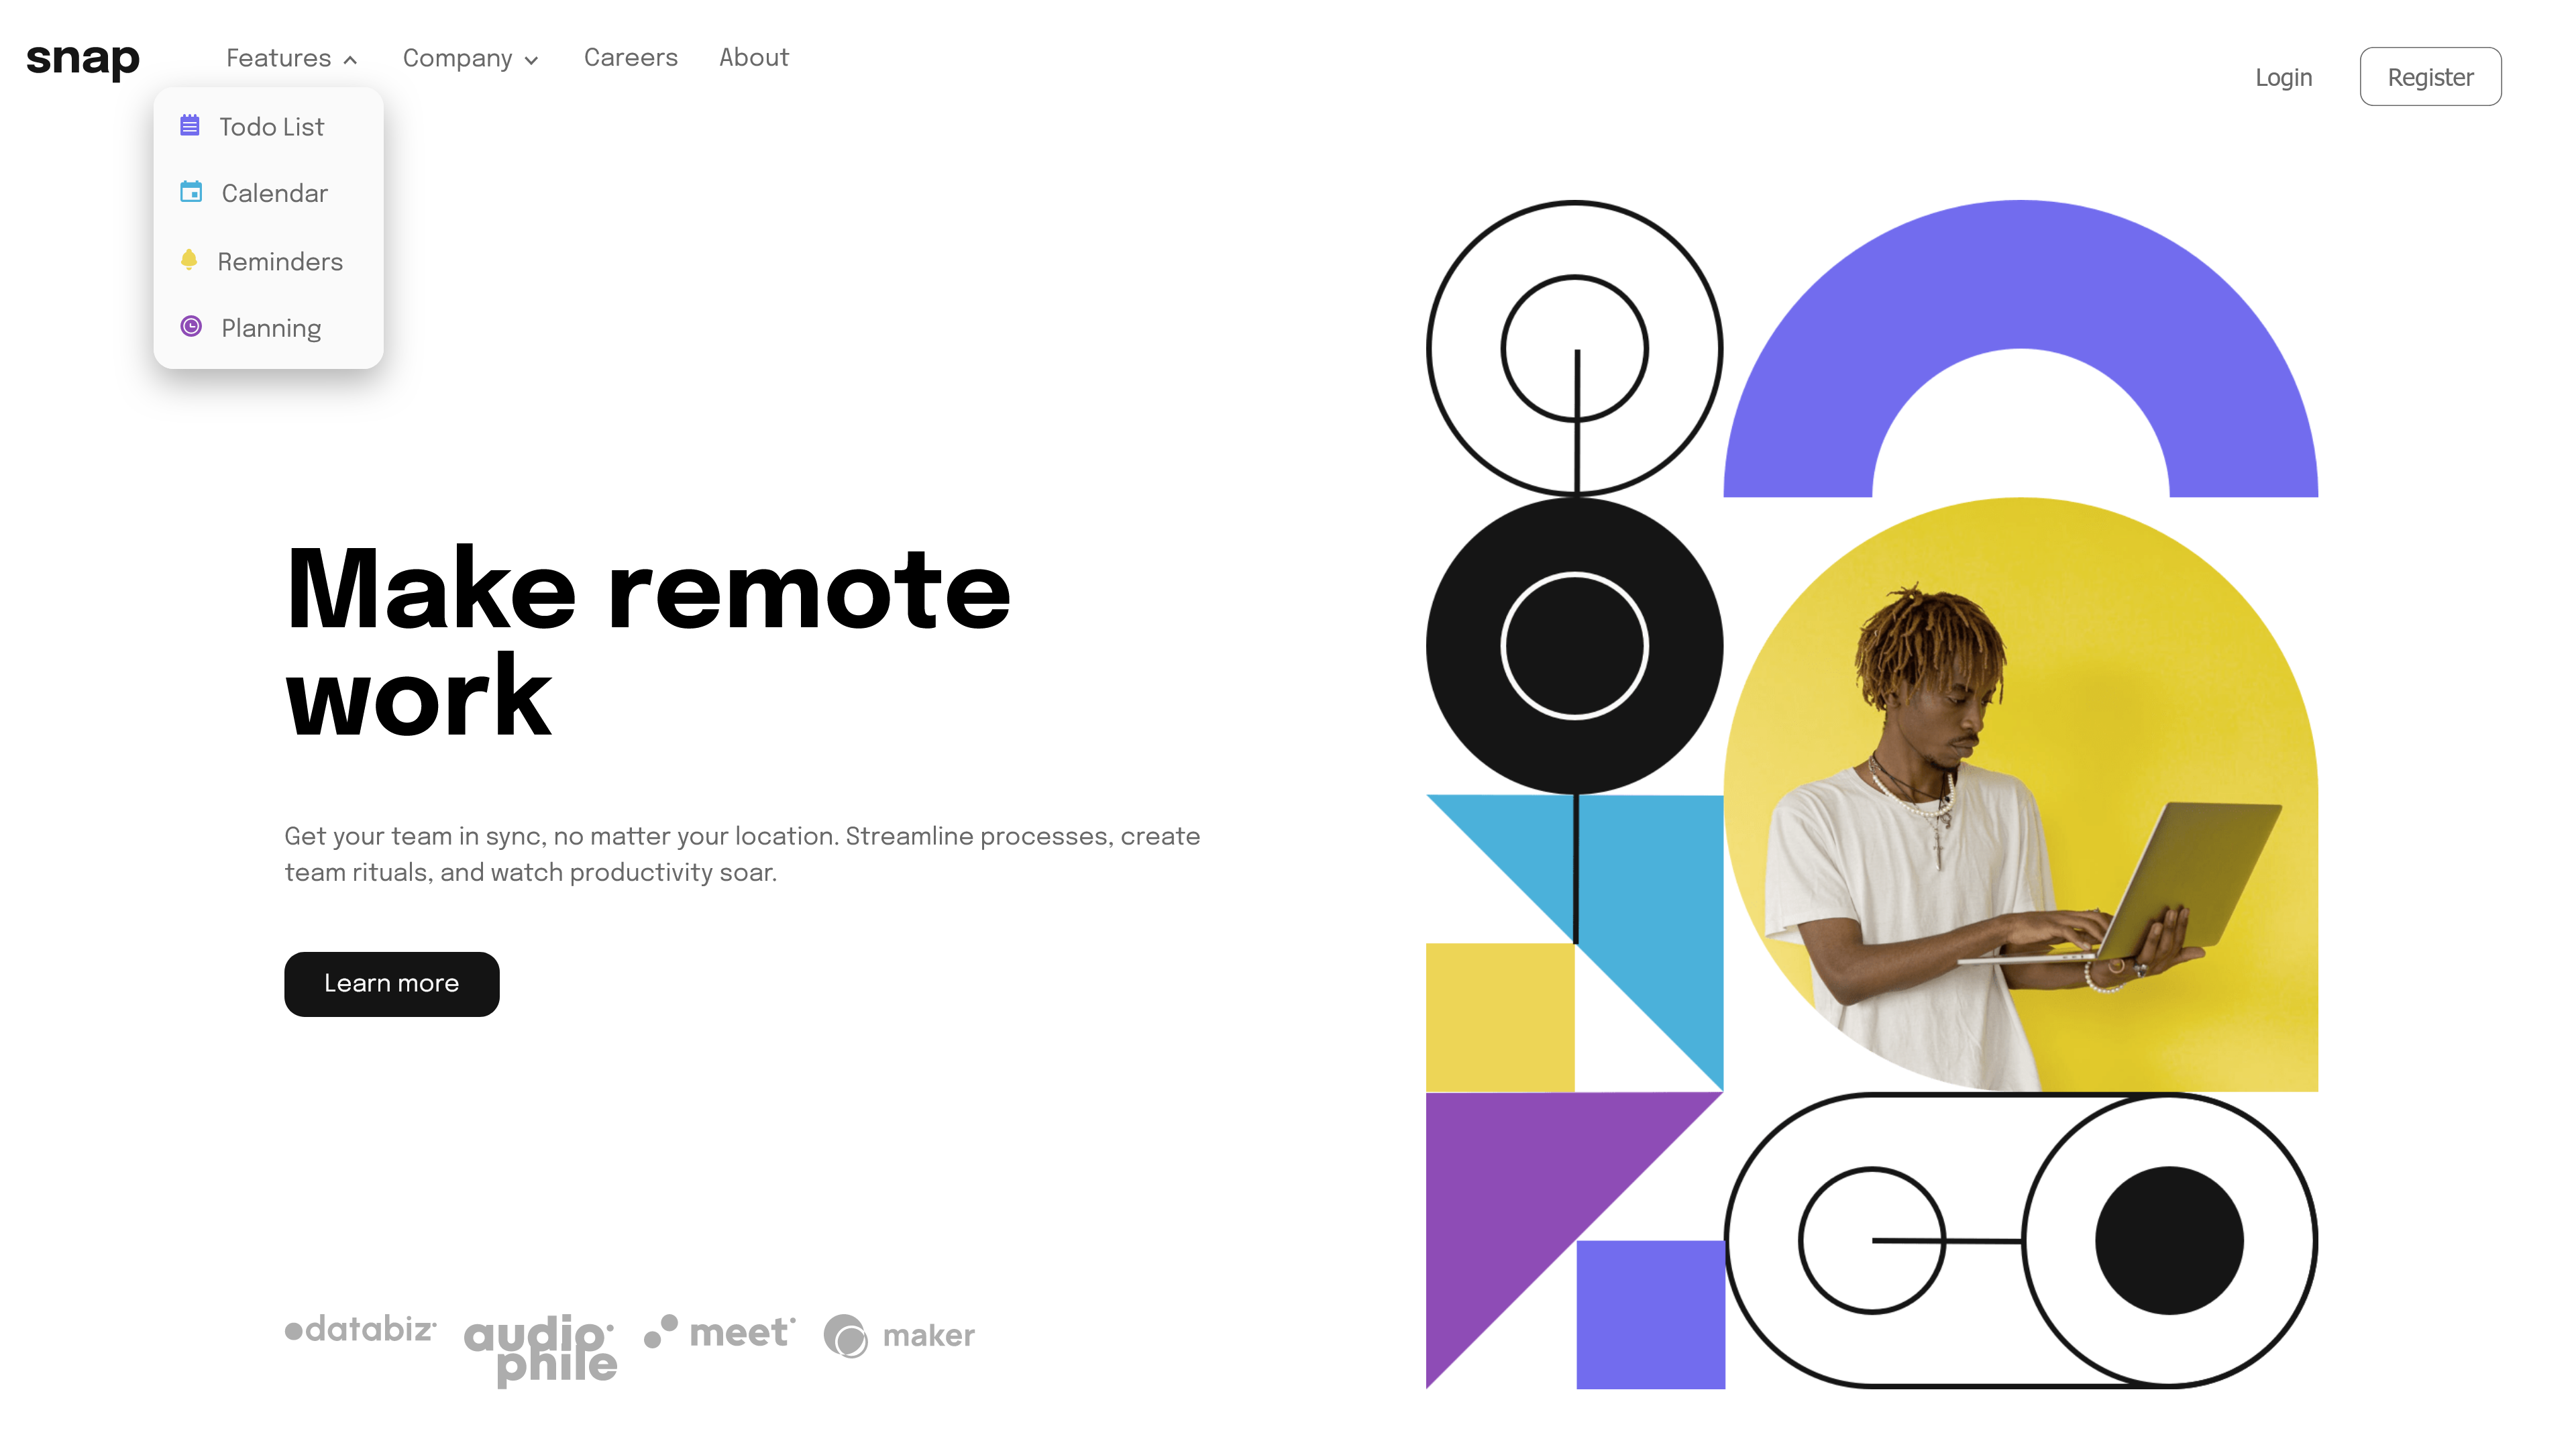 snap
Features
Company
Careers
About
Login
Register
Todo List
Calendar
Reminders
Planning
Make remote
work
Get your team in sync, no matter your location. Streamline processes, create
team rituals, and watch productivity soar.
Learn more
databiz
audio
phile
meet
maker